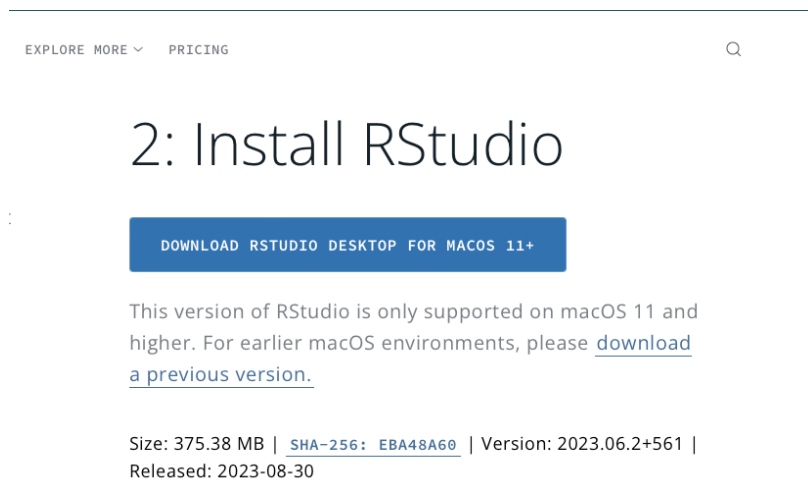 EXPLORE MORE PRICING
2: Install RStudio
DOWNLOAD RSTUDIO DESKTOP FOR MACOS 11+
This version of RStudio is only supported on macOS 11 and
higher. For earlier macOS environments, please download
a previous version.
Size: 375.38 MB | SHA-256: EBA48A60 | Version: 2023.06.2+561 |
Released: 2023-08-30